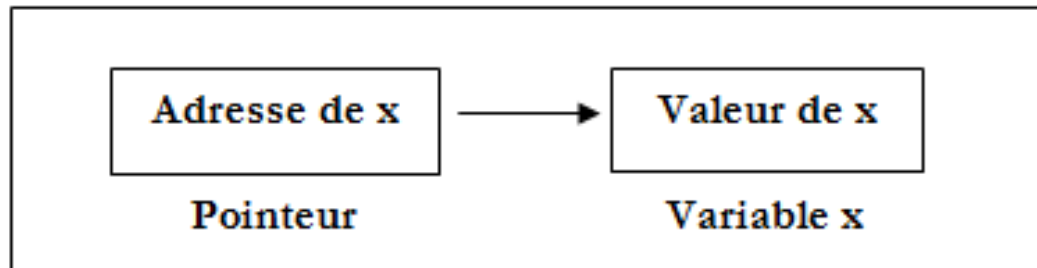 Adresse de x
Valeur de x
Pointeur
Variable x